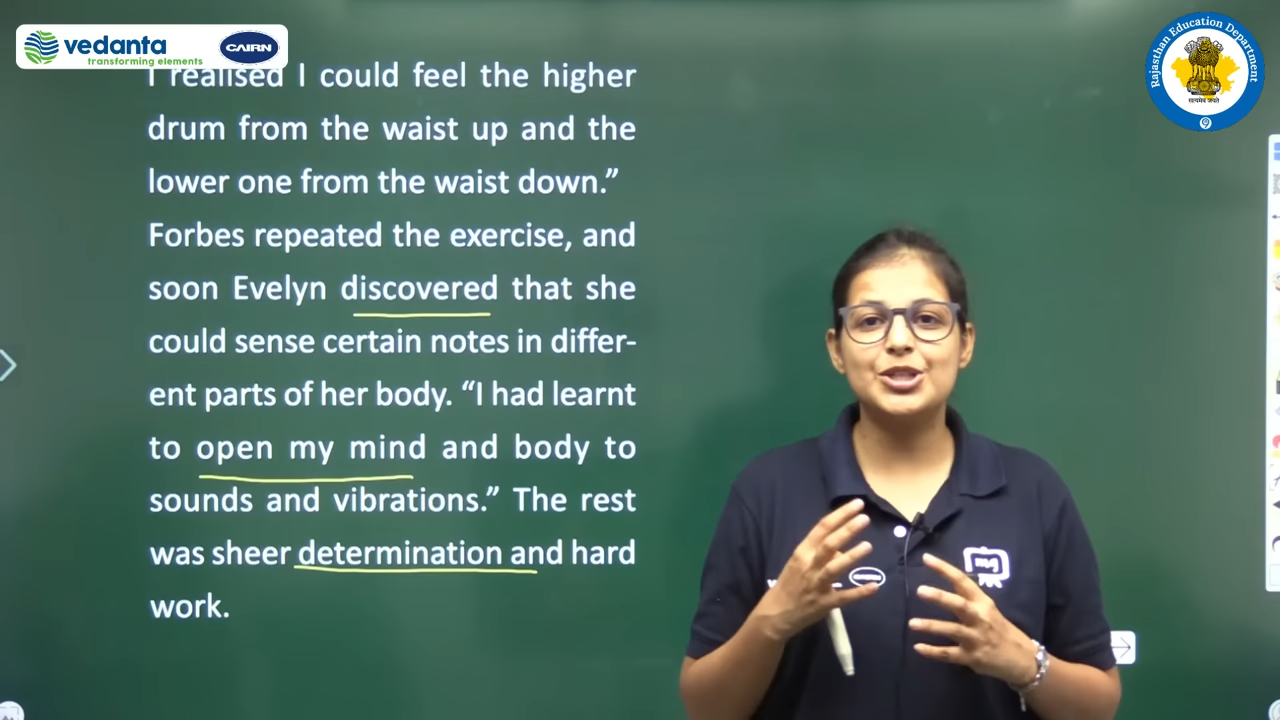 vedanta
transforming elements
CAIRN
Rajasthan Education Department
सत्यमेव जयते
I realised I could feel the higher
drum from the waist up and the
lower one from the waist down.”
Forbes repeated the exercise, and
soon Evelyn discovered that she
could sense certain notes in differ-
ent parts of her body. “I had learnt
to open my mind and body to
sounds and vibrations.” The rest
was sheer determination and hard
work.